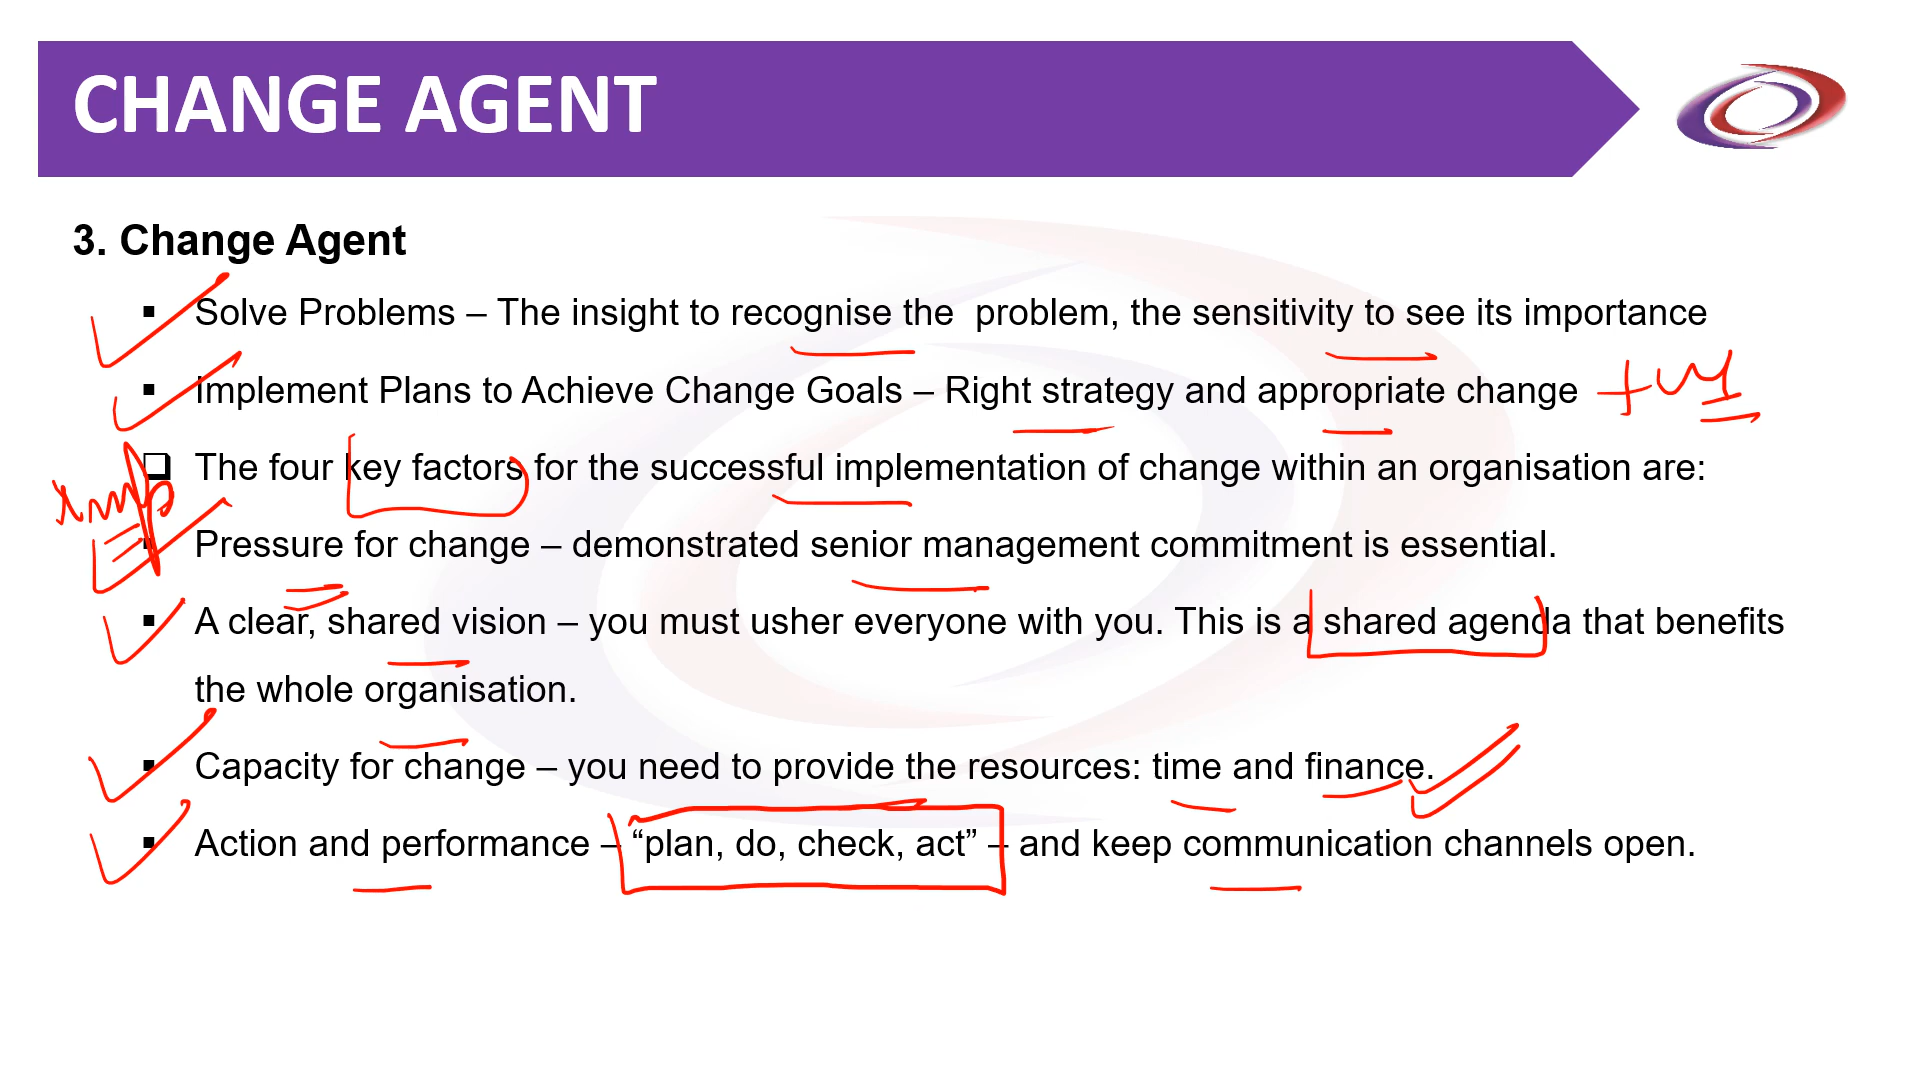 CHANGE AGENT
3. Change Agent
▪ Solve Problems – The insight to recognise the problem, the sensitivity to see its importance
▪ Implement Plans to Achieve Change Goals – Right strategy and appropriate change +ve
❑ The four key factors for the successful implementation of change within an organisation are:
Imp
▪ Pressure for change – demonstrated senior management commitment is essential.
▪ A clear, shared vision – you must usher everyone with you. This is a shared agenda that benefits
the whole organisation.
▪ Capacity for change – you need to provide the resources: time and finance.
▪ Action and performance – “plan, do, check, act” – and keep communication channels open.